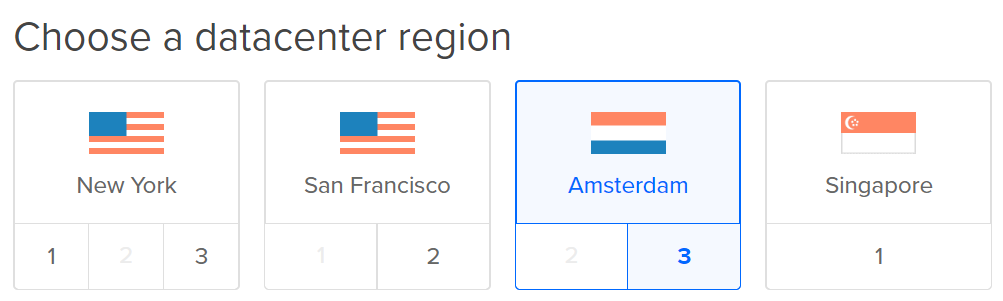 Choose a datacenter region
New York San Francisco Amsterdam Singapore
1 2 3 1 2 2 3 1